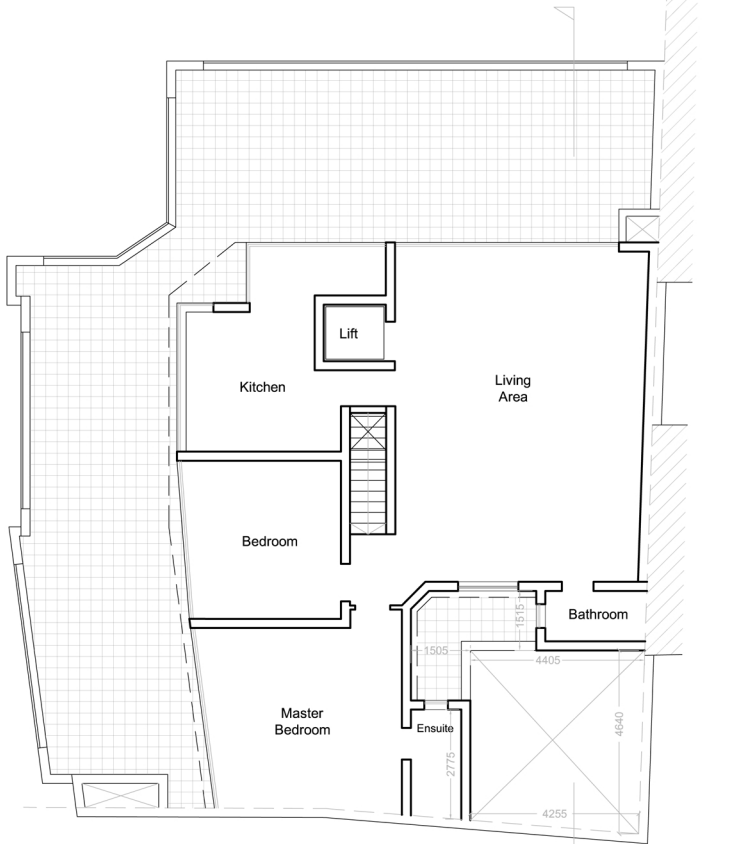 Lift
Kitchen
Living
Area
Bedroom
Bathroom
1515
1505
4405
Master
Bedroom
Ensuite
4640
2775
4255